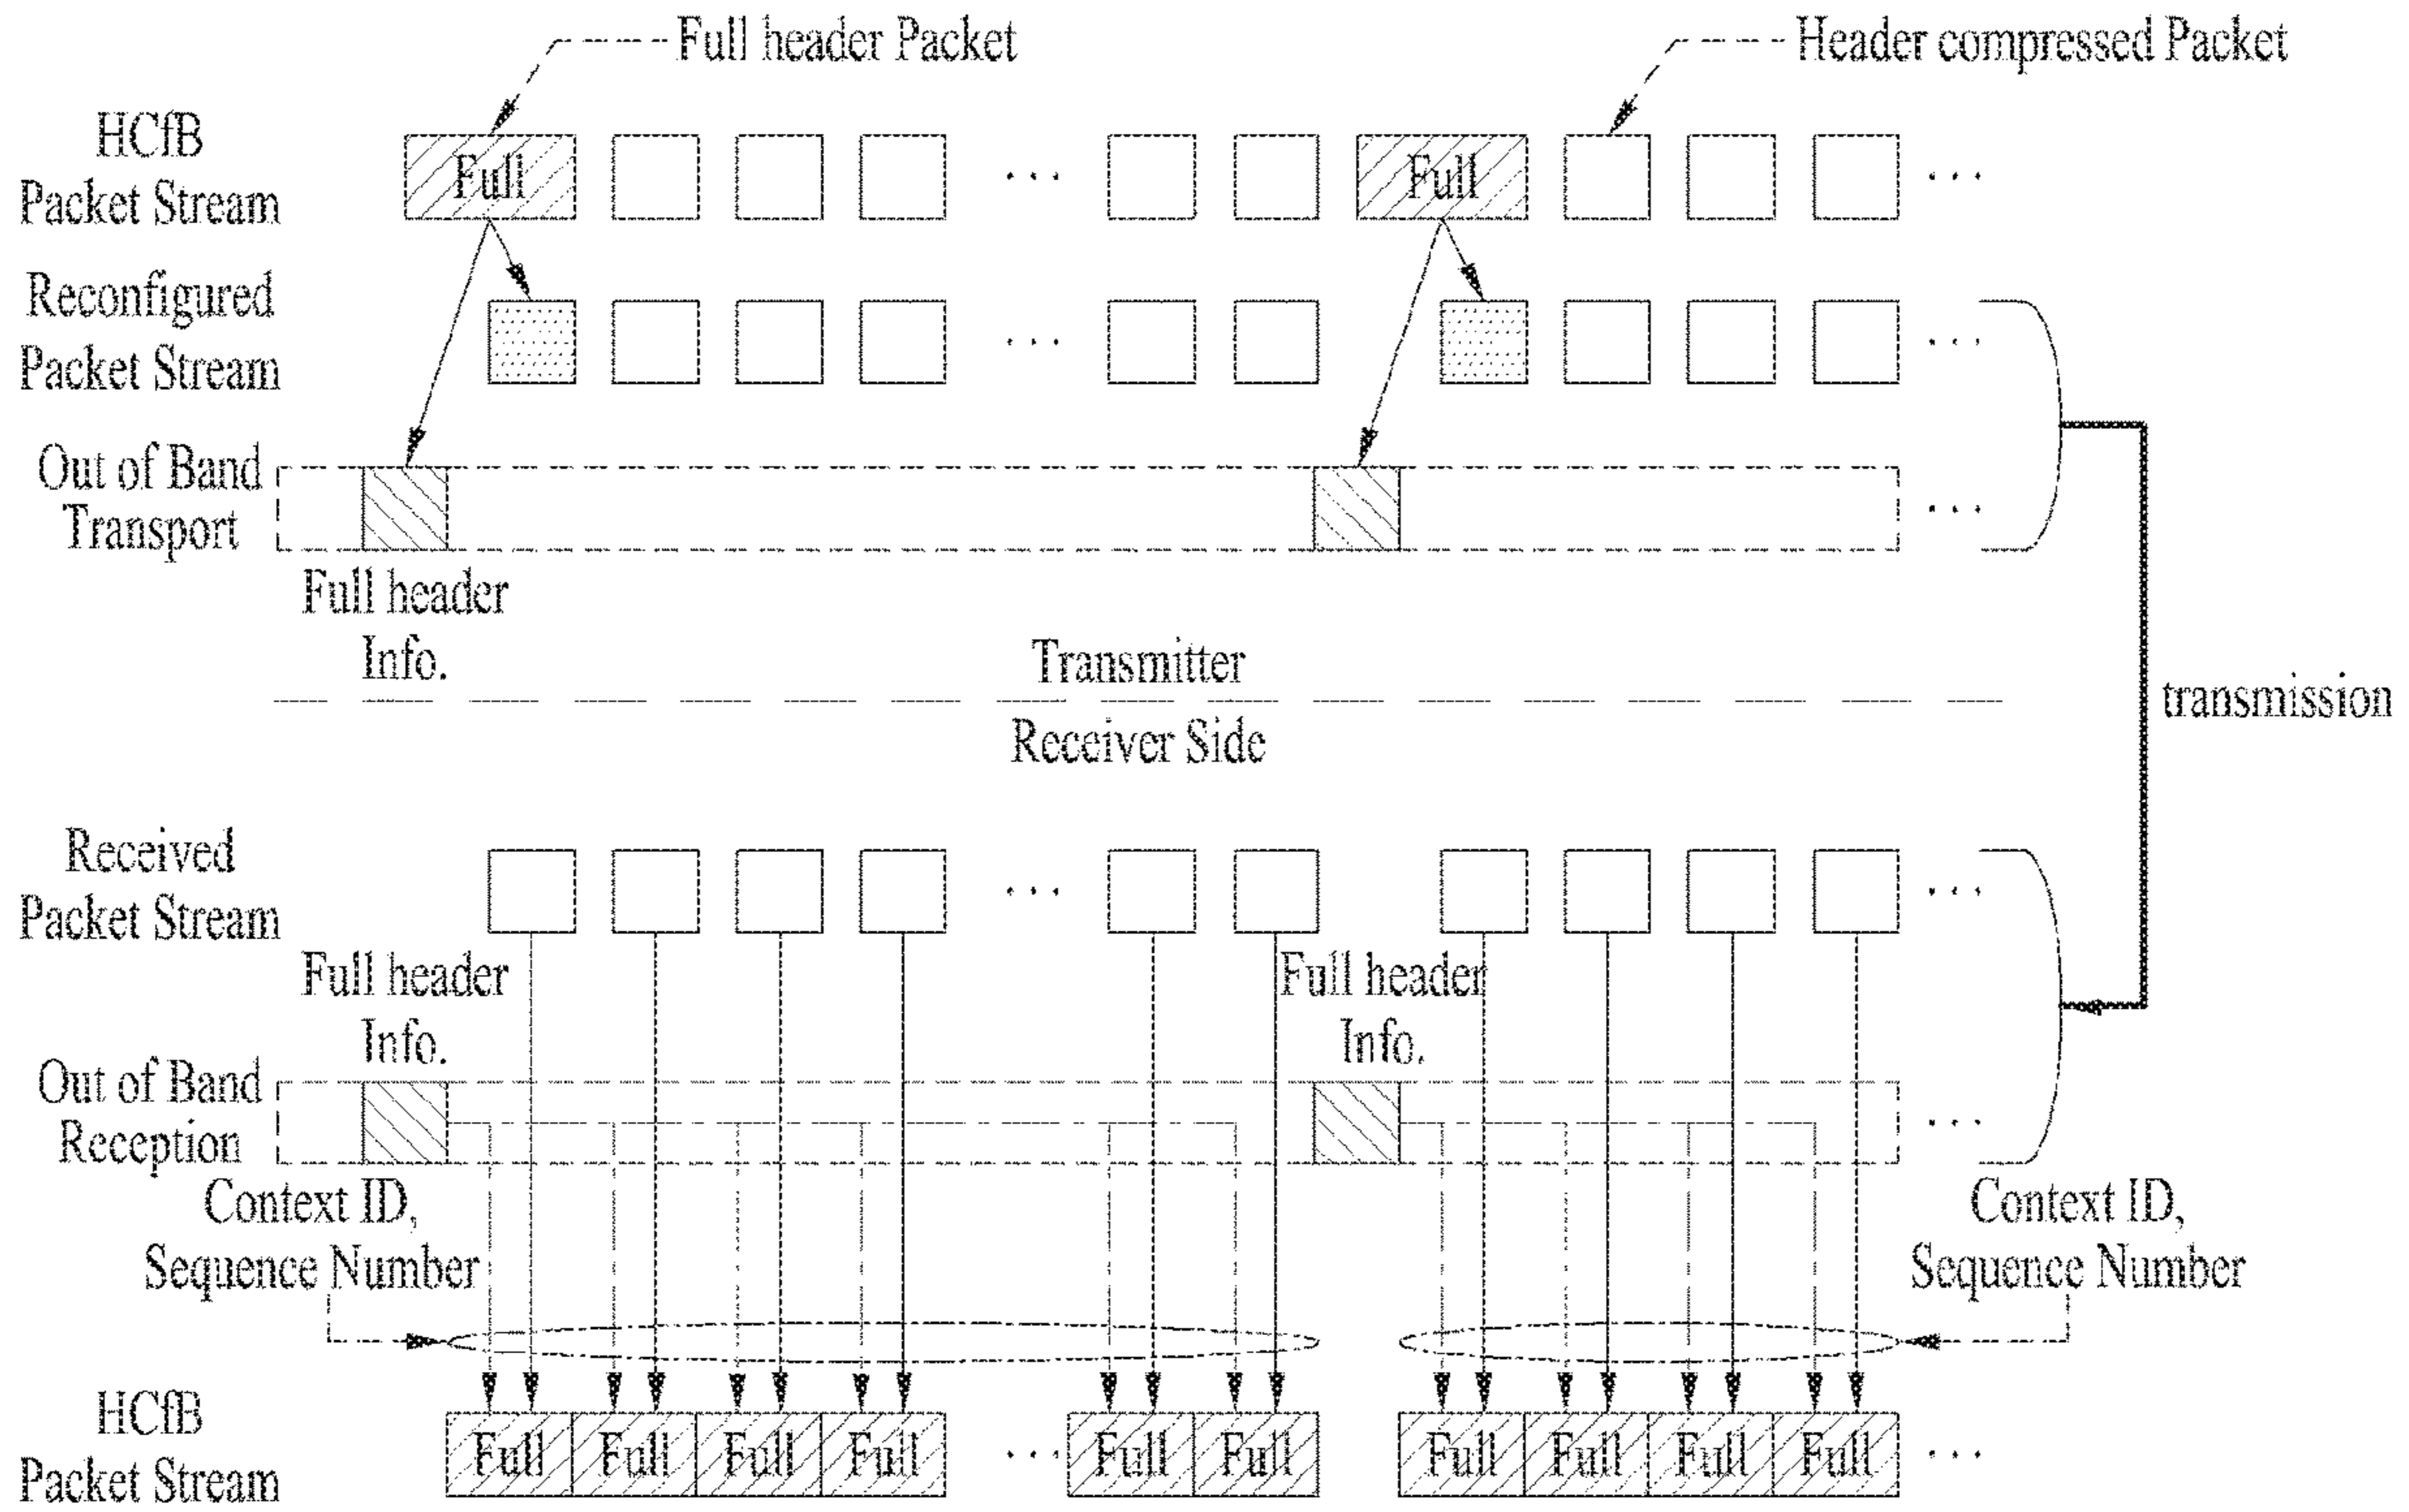 Full header Packet
Header compressed Packet
HCfB
Packet Stream
Full
Full
...
...
Reconfigured
Packet Stream
...
...
Out of Band
Transport
...
Full header
Info.
Transmitter
transmission
Receiver Side
Received
Packet Stream
...
...
Full header
Info.
Full header
Info.
Out of Band
Reception
...
Context ID,
Sequence Number
Context ID,
Sequence Number
HCfB
Packet Stream
Full Full Full Full ... Full Full Full Full Full Full ...